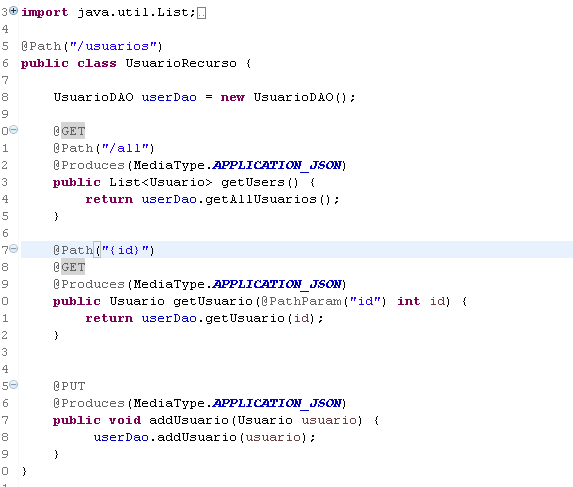 3 import java.util.List;
4
5 @Path("/usuarios")
6 public class UsuarioRecurso {
7
8 UsuarioDAO userDao = new UsuarioDAO();
9
0 @GET
1 @Path("/all")
2 @Produces(MediaType.APPLICATION_JSON)
3 public List<Usuario> getUsers() {
4 return userDao.getAllUsuarios();
5 }
6
7 @Path("{id}")
8 @GET
9 @Produces(MediaType.APPLICATION_JSON)
0 public Usuario getUsuario(@PathParam("id") int id) {
1 return userDao.getUsuario(id);
2 }
3
4
5 @PUT
6 @Produces(MediaType.APPLICATION_JSON)
7 public void addUsuario(Usuario usuario) {
8 userDao.addUsuario(usuario);
9 }
0 }